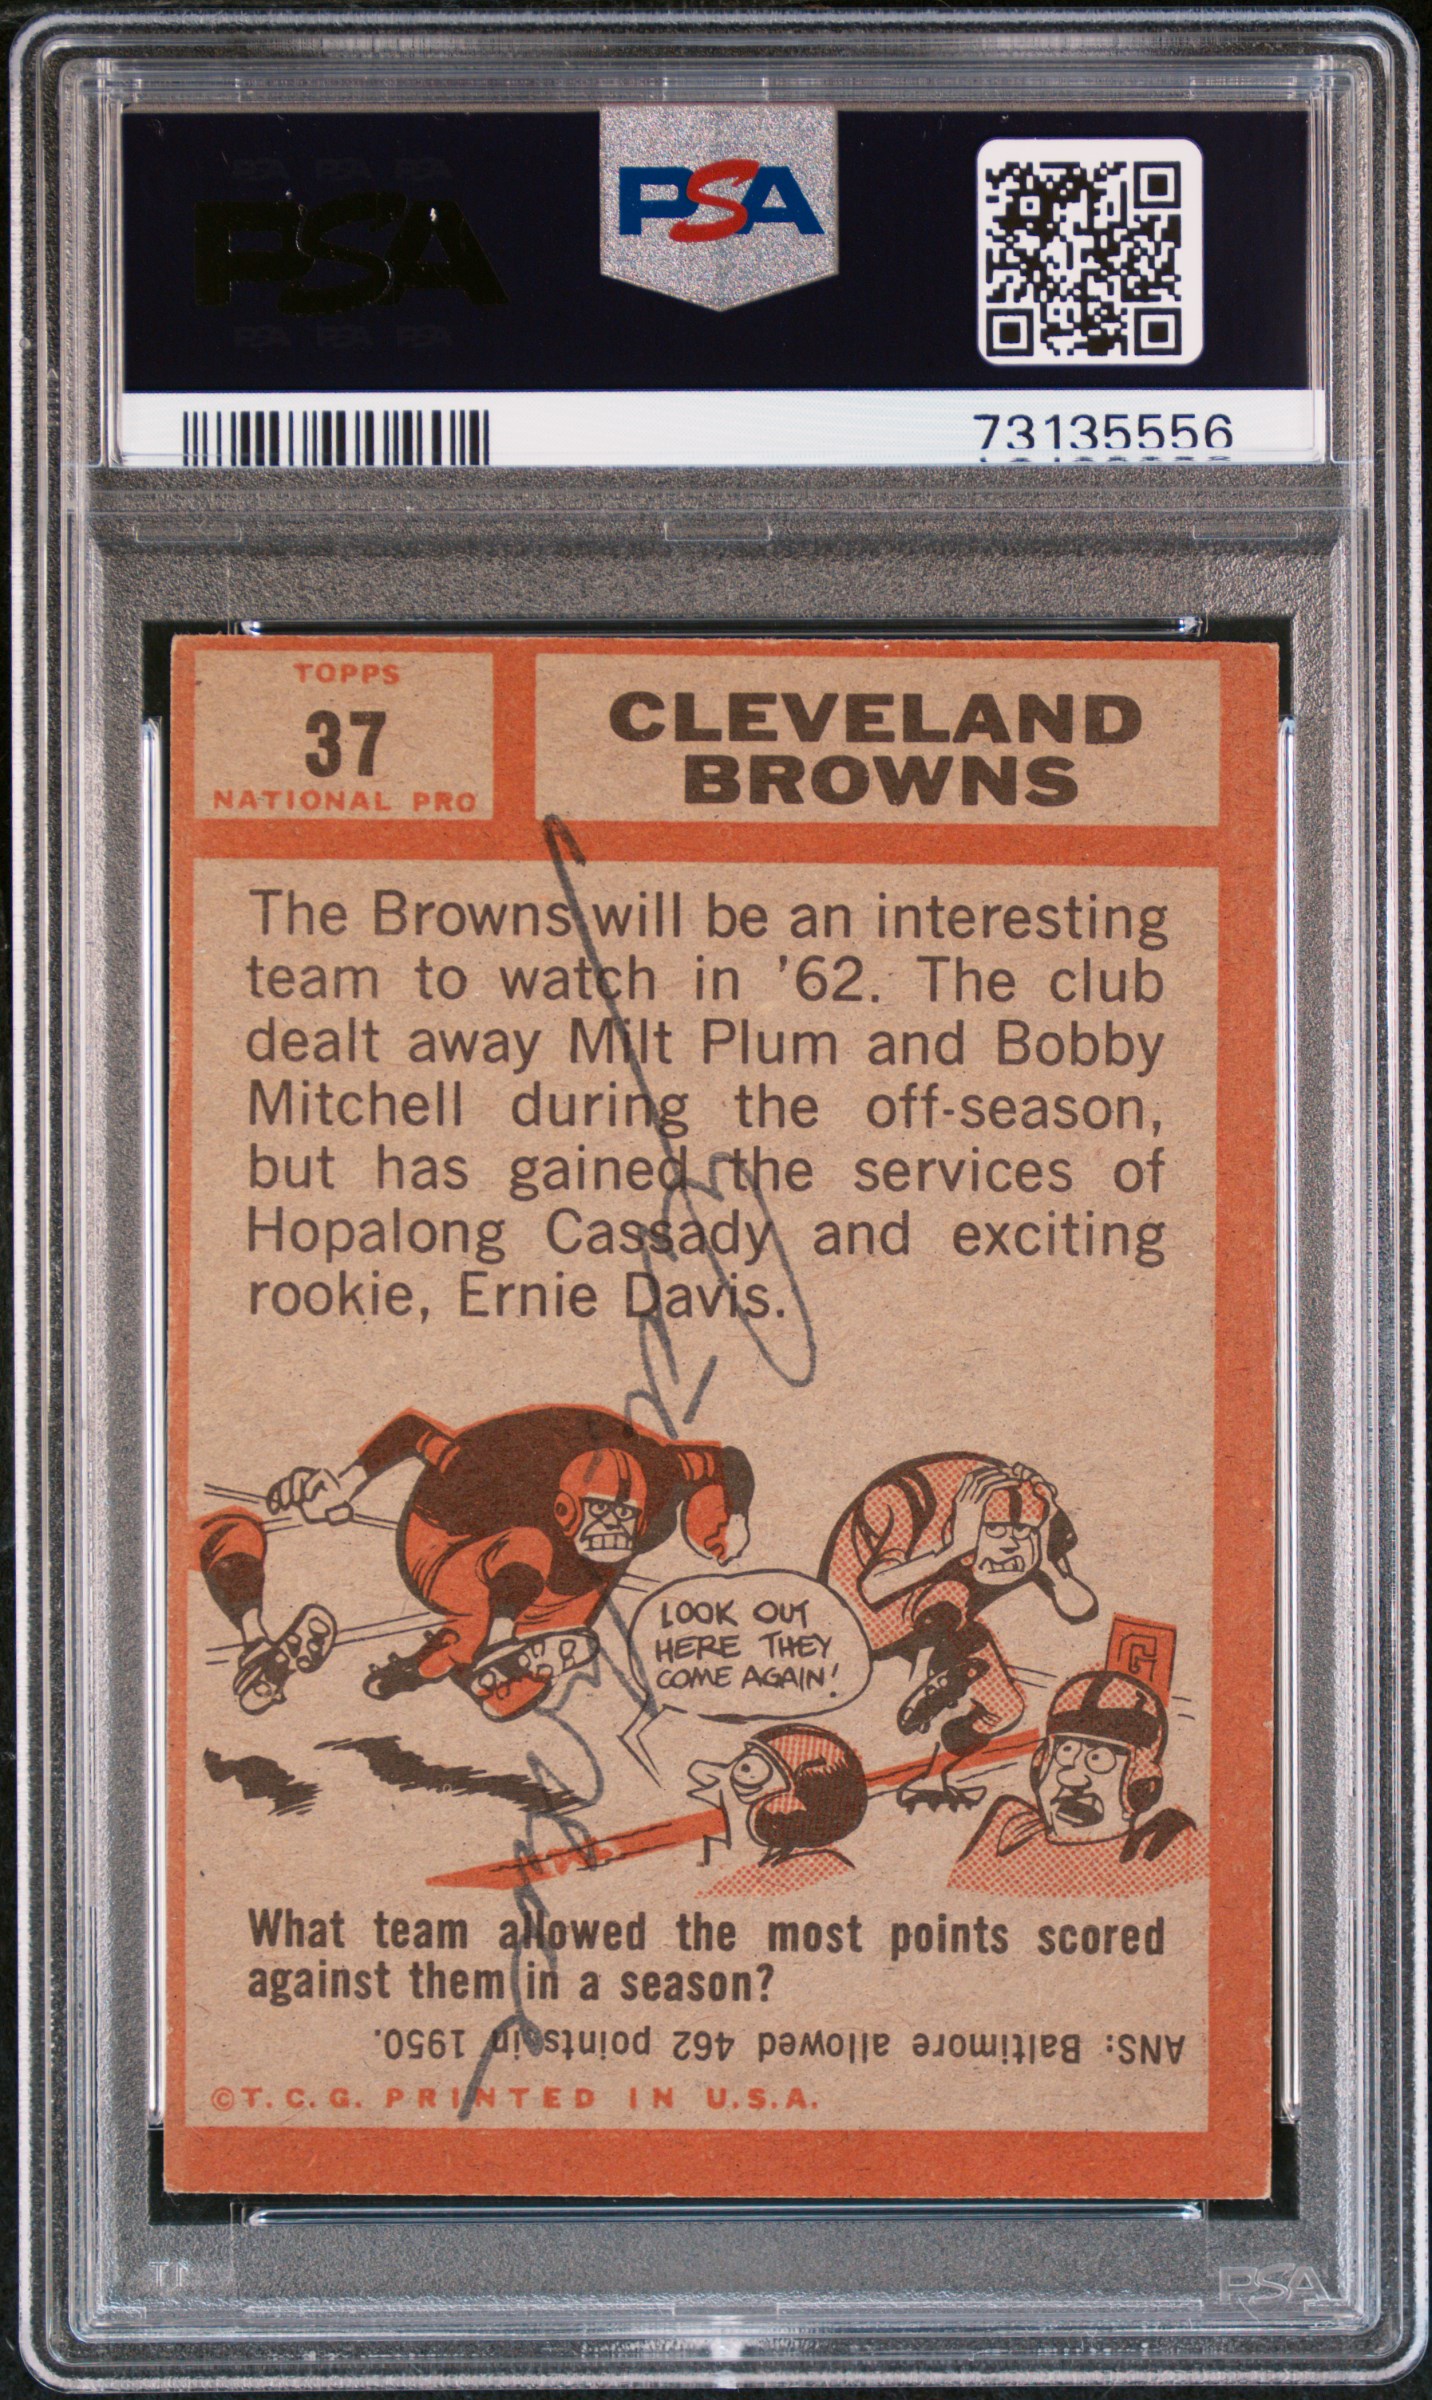 PSA
PSA
73135556
TOPPS
37
NATIONAL PRO
CLEVELAND
BROWNS
The Browns will be an interesting
team to watch in '62. The club
dealt away Milt Plum and Bobby
Mitchell during the off-season,
but has gained the services of
Hopalong Cassady and exciting
rookie, Ernie Davis.
LOOK OUT
HERE THEY
COME AGAIN!
G
What team allowed the most points scored
against them in a season?
ANS: Baltimore allowed 462 points in 1950.
©T.C.G. PRINTED IN U.S.A.
PSA